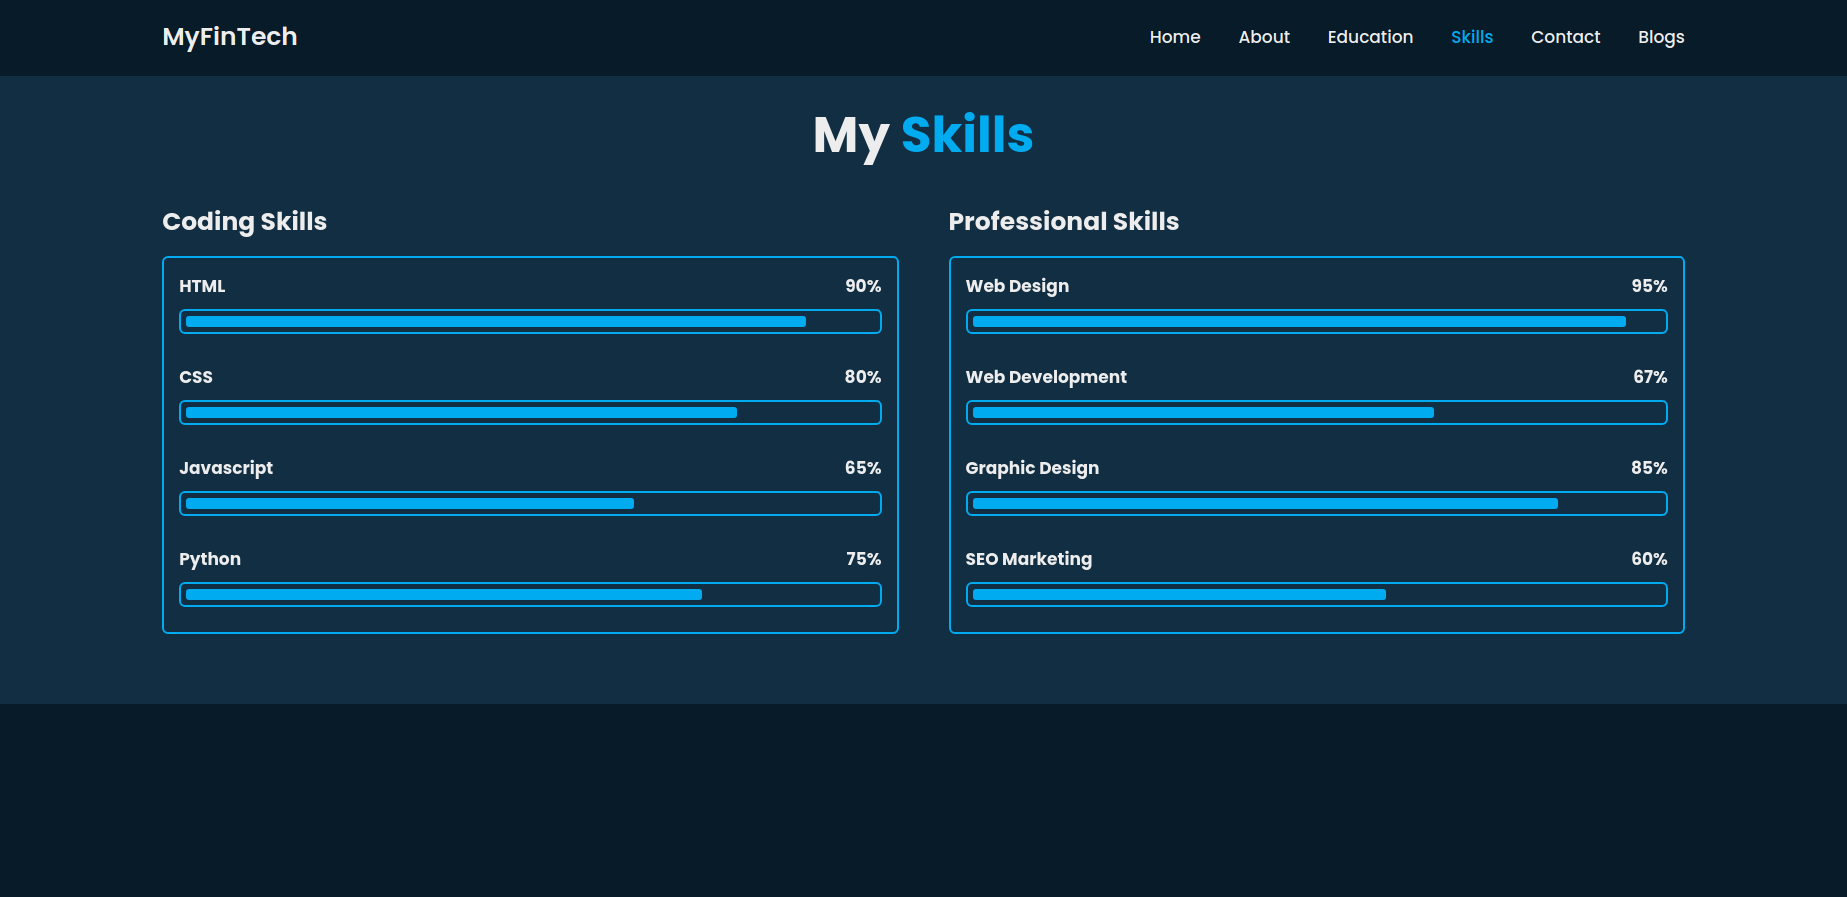 MyFinTech
Home About Education Skills Contact Blogs
My Skills
Coding Skills
HTML 90%
CSS 80%
Javascript 65%
Python 75%
Professional Skills
Web Design 95%
Web Development 67%
Graphic Design 85%
SEO Marketing 60%